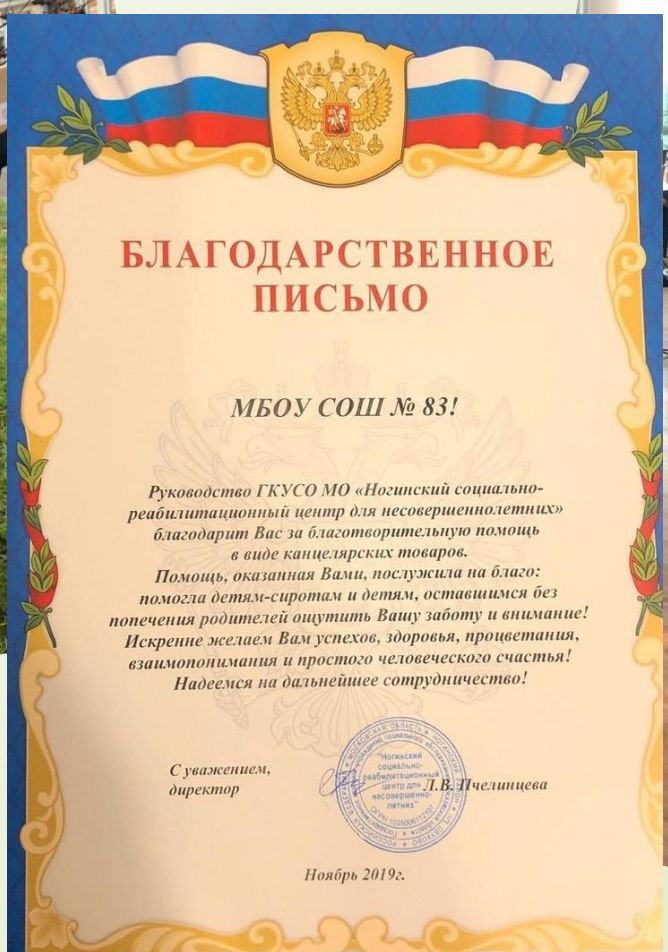 БЛАГОДАРСТВЕННОЕ
ПИСЬМО
МБОУ СОШ № 83!
Руководство ГКУСО МО «Ногинский социально-
реабилитационный центр для несовершеннолетних»
благодарит Вас за благотворительную помощь
в виде канцелярских товаров.
Помощь, оказанная Вами, послужила на благо:
помогла детям-сиротам и детям, оставшимся без
попечения родителей ощутить Вашу заботу и внимание!
Искренне желаем Вам успехов, здоровья, процветания,
взаимопонимания и простого человеческого счастья!
Надеемся на дальнейшее сотрудничество!
С уважением,
директор
Л.В. Пчелинцева
"Ногинский
социально-
реабилитационный
центр для
несовершенно-
летних"
Ноябрь 2019г.